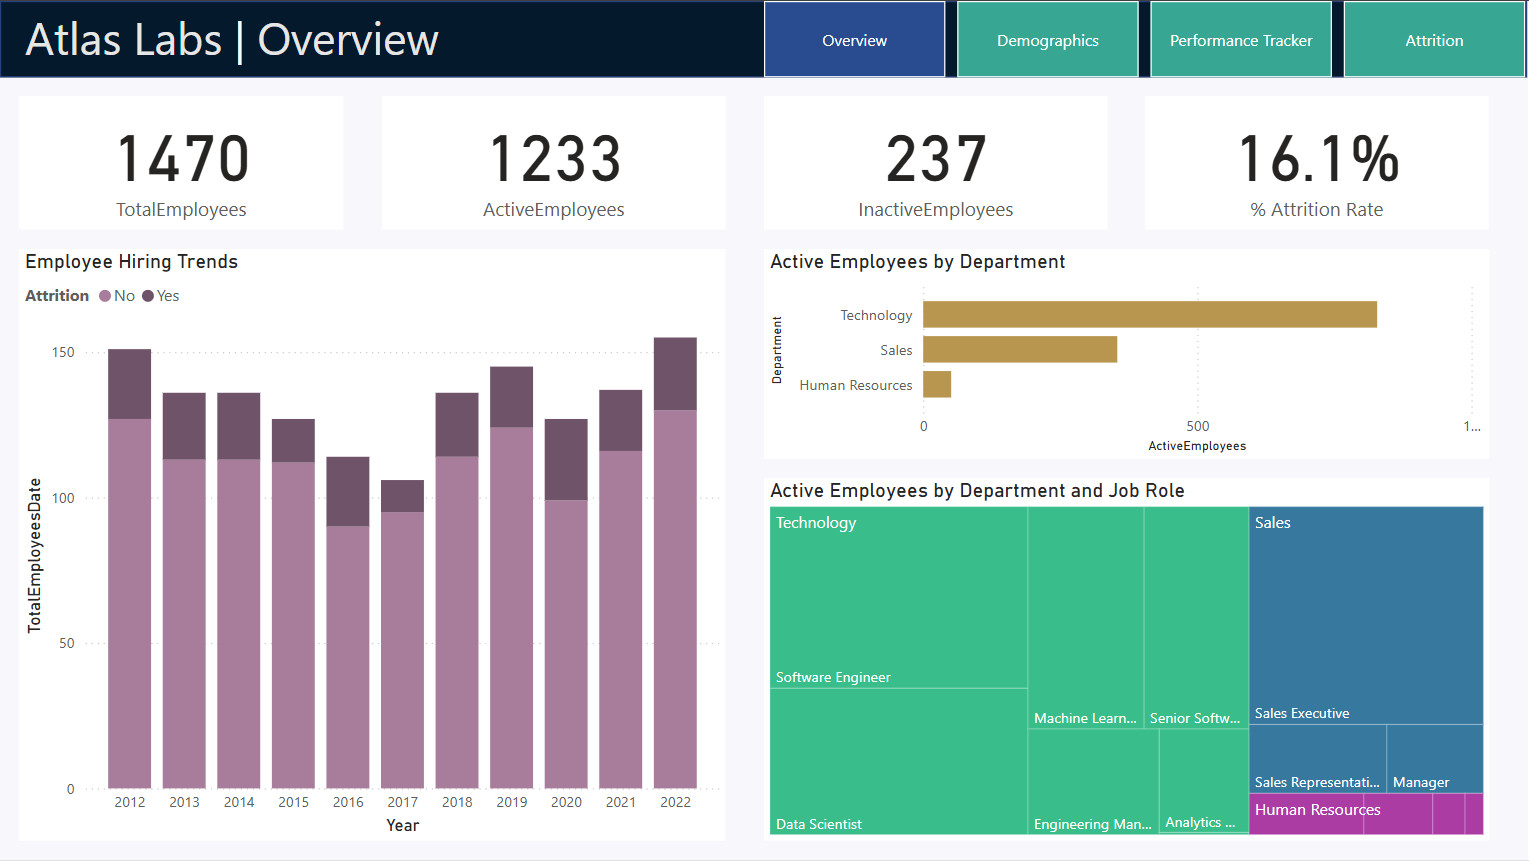 Atlas Labs | Overview
Overview
Demographics
Performance Tracker
Attrition
1470
TotalEmployees
1233
ActiveEmployees
237
InactiveEmployees
16.1%
% Attrition Rate
Employee Hiring Trends
Attrition No Yes
150
100
50
0
TotalEmployeesDate
2012 2013 2014 2015 2016 2017 2018 2019 2020 2021 2022
Year
Active Employees by Department
Department
Technology
Sales
Human Resources
0 500 1...
ActiveEmployees
Active Employees by Department and Job Role
Technology
Software Engineer
Data Scientist
Machine Learn...
Senior Softw...
Engineering Man...
Analytics ...
Sales
Sales Executive
Sales Representati...
Manager
Human Resources